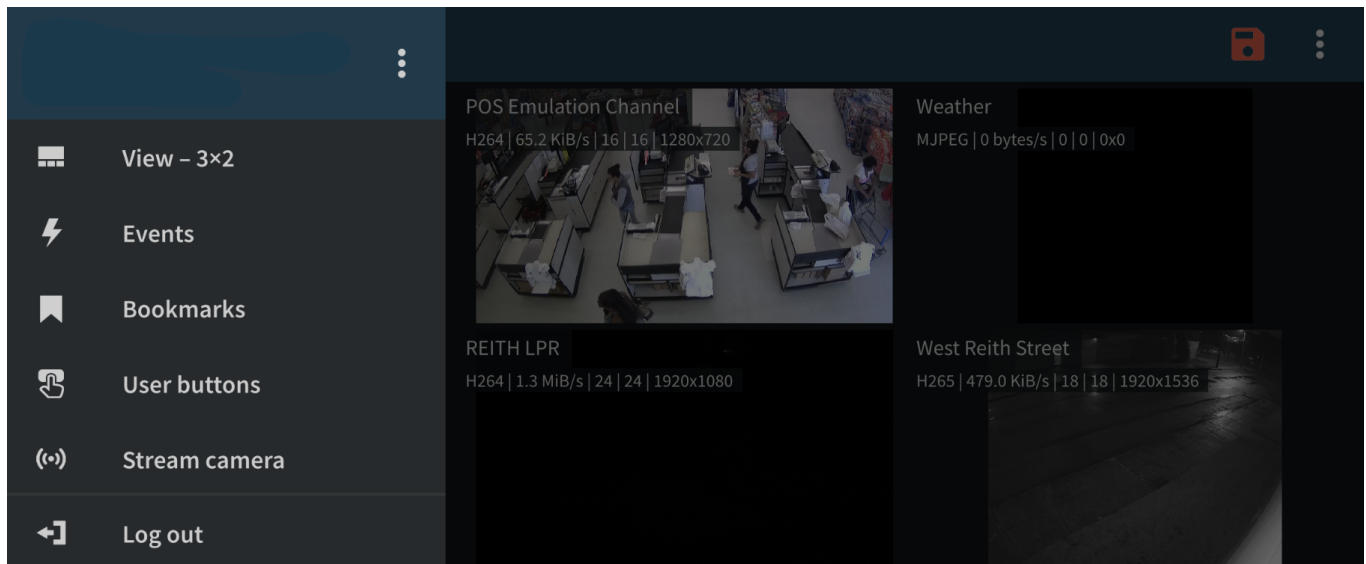 View – 3×2
Events
Bookmarks
User buttons
Stream camera
Log out
POS Emulation Channel
H264 | 65.2 KiB/s | 16 | 16 | 1280x720
Weather
MJPEG | 0 bytes/s | 0 | 0 | 0x0
REITH LPR
H264 | 1.3 MiB/s | 24 | 24 | 1920x1080
West Reith Street
H265 | 479.0 KiB/s | 18 | 18 | 1920x1536